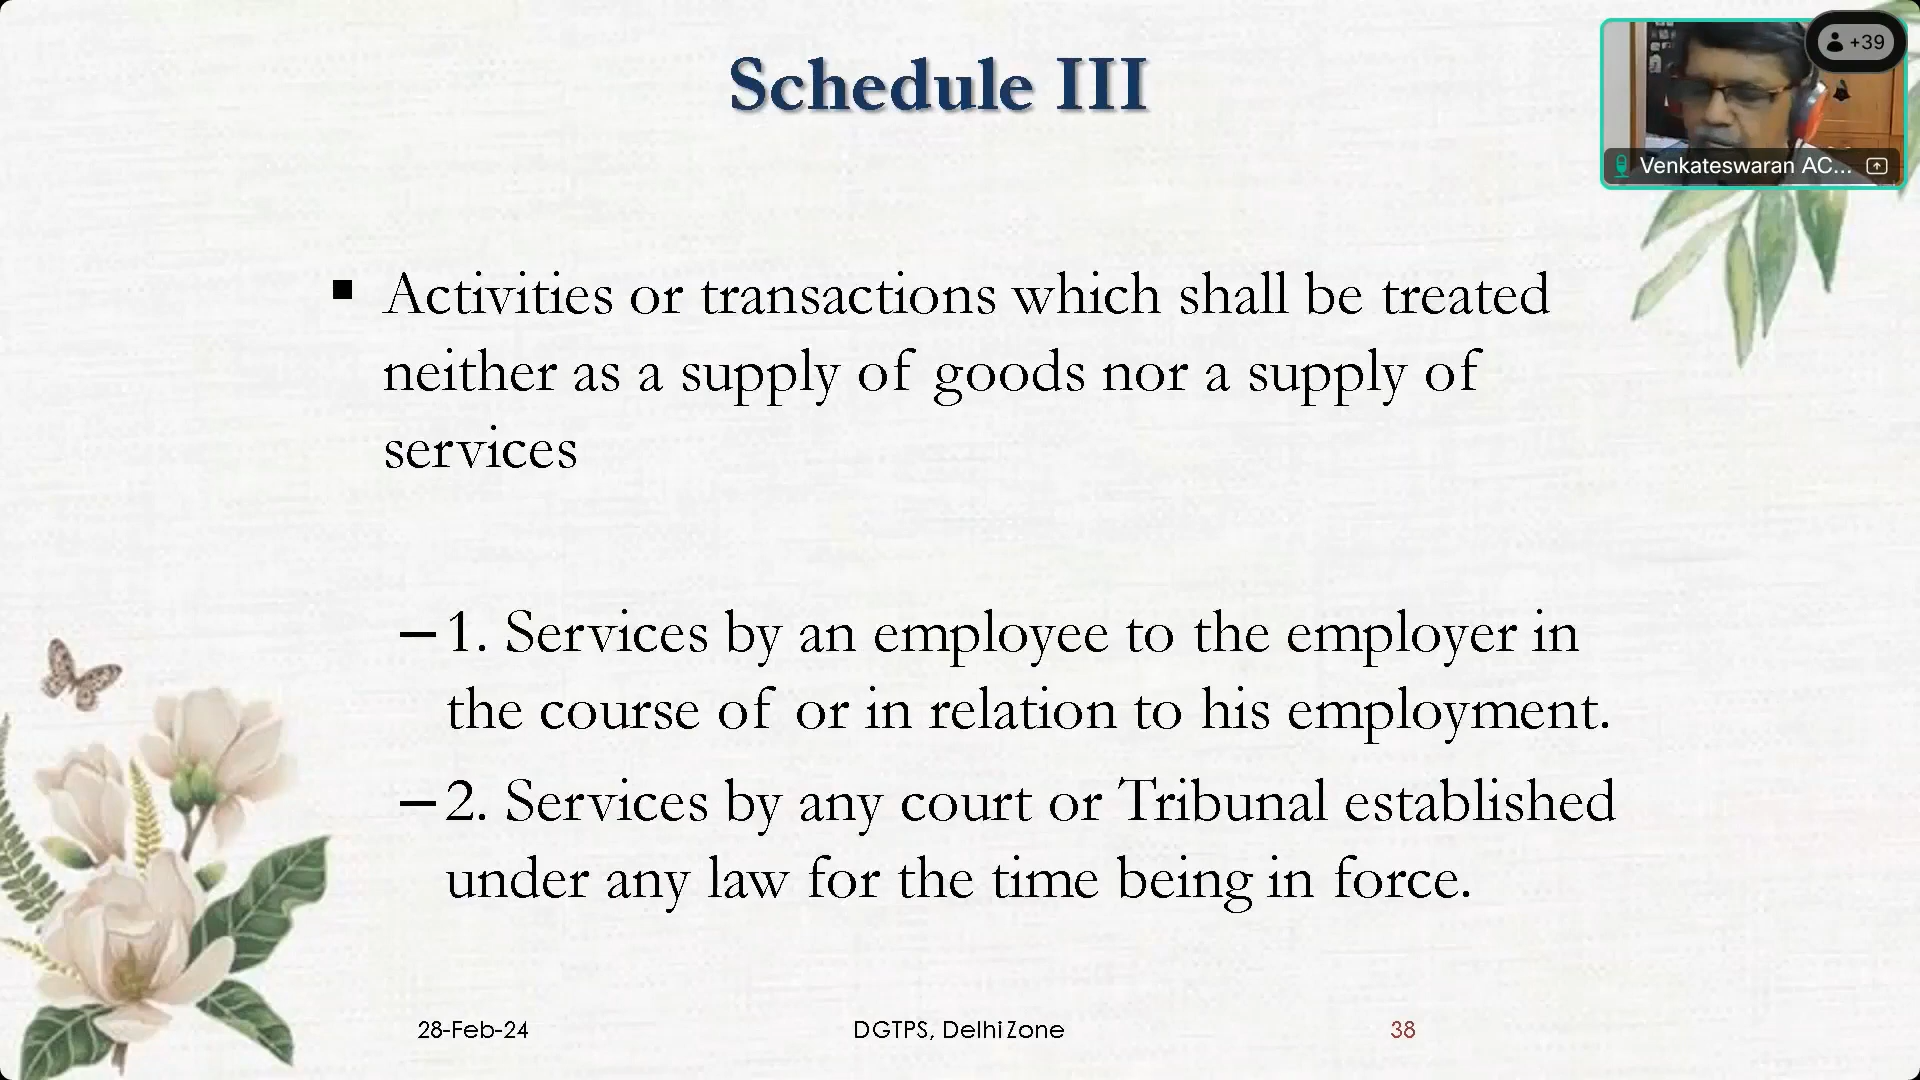 Schedule III
+39
Venkateswaran AC...
▪ Activities or transactions which shall be treated
neither as a supply of goods nor a supply of
services
– 1. Services by an employee to the employer in
the course of or in relation to his employment.
– 2. Services by any court or Tribunal established
under any law for the time being in force.
28-Feb-24
DGTPS, Delhi Zone
38